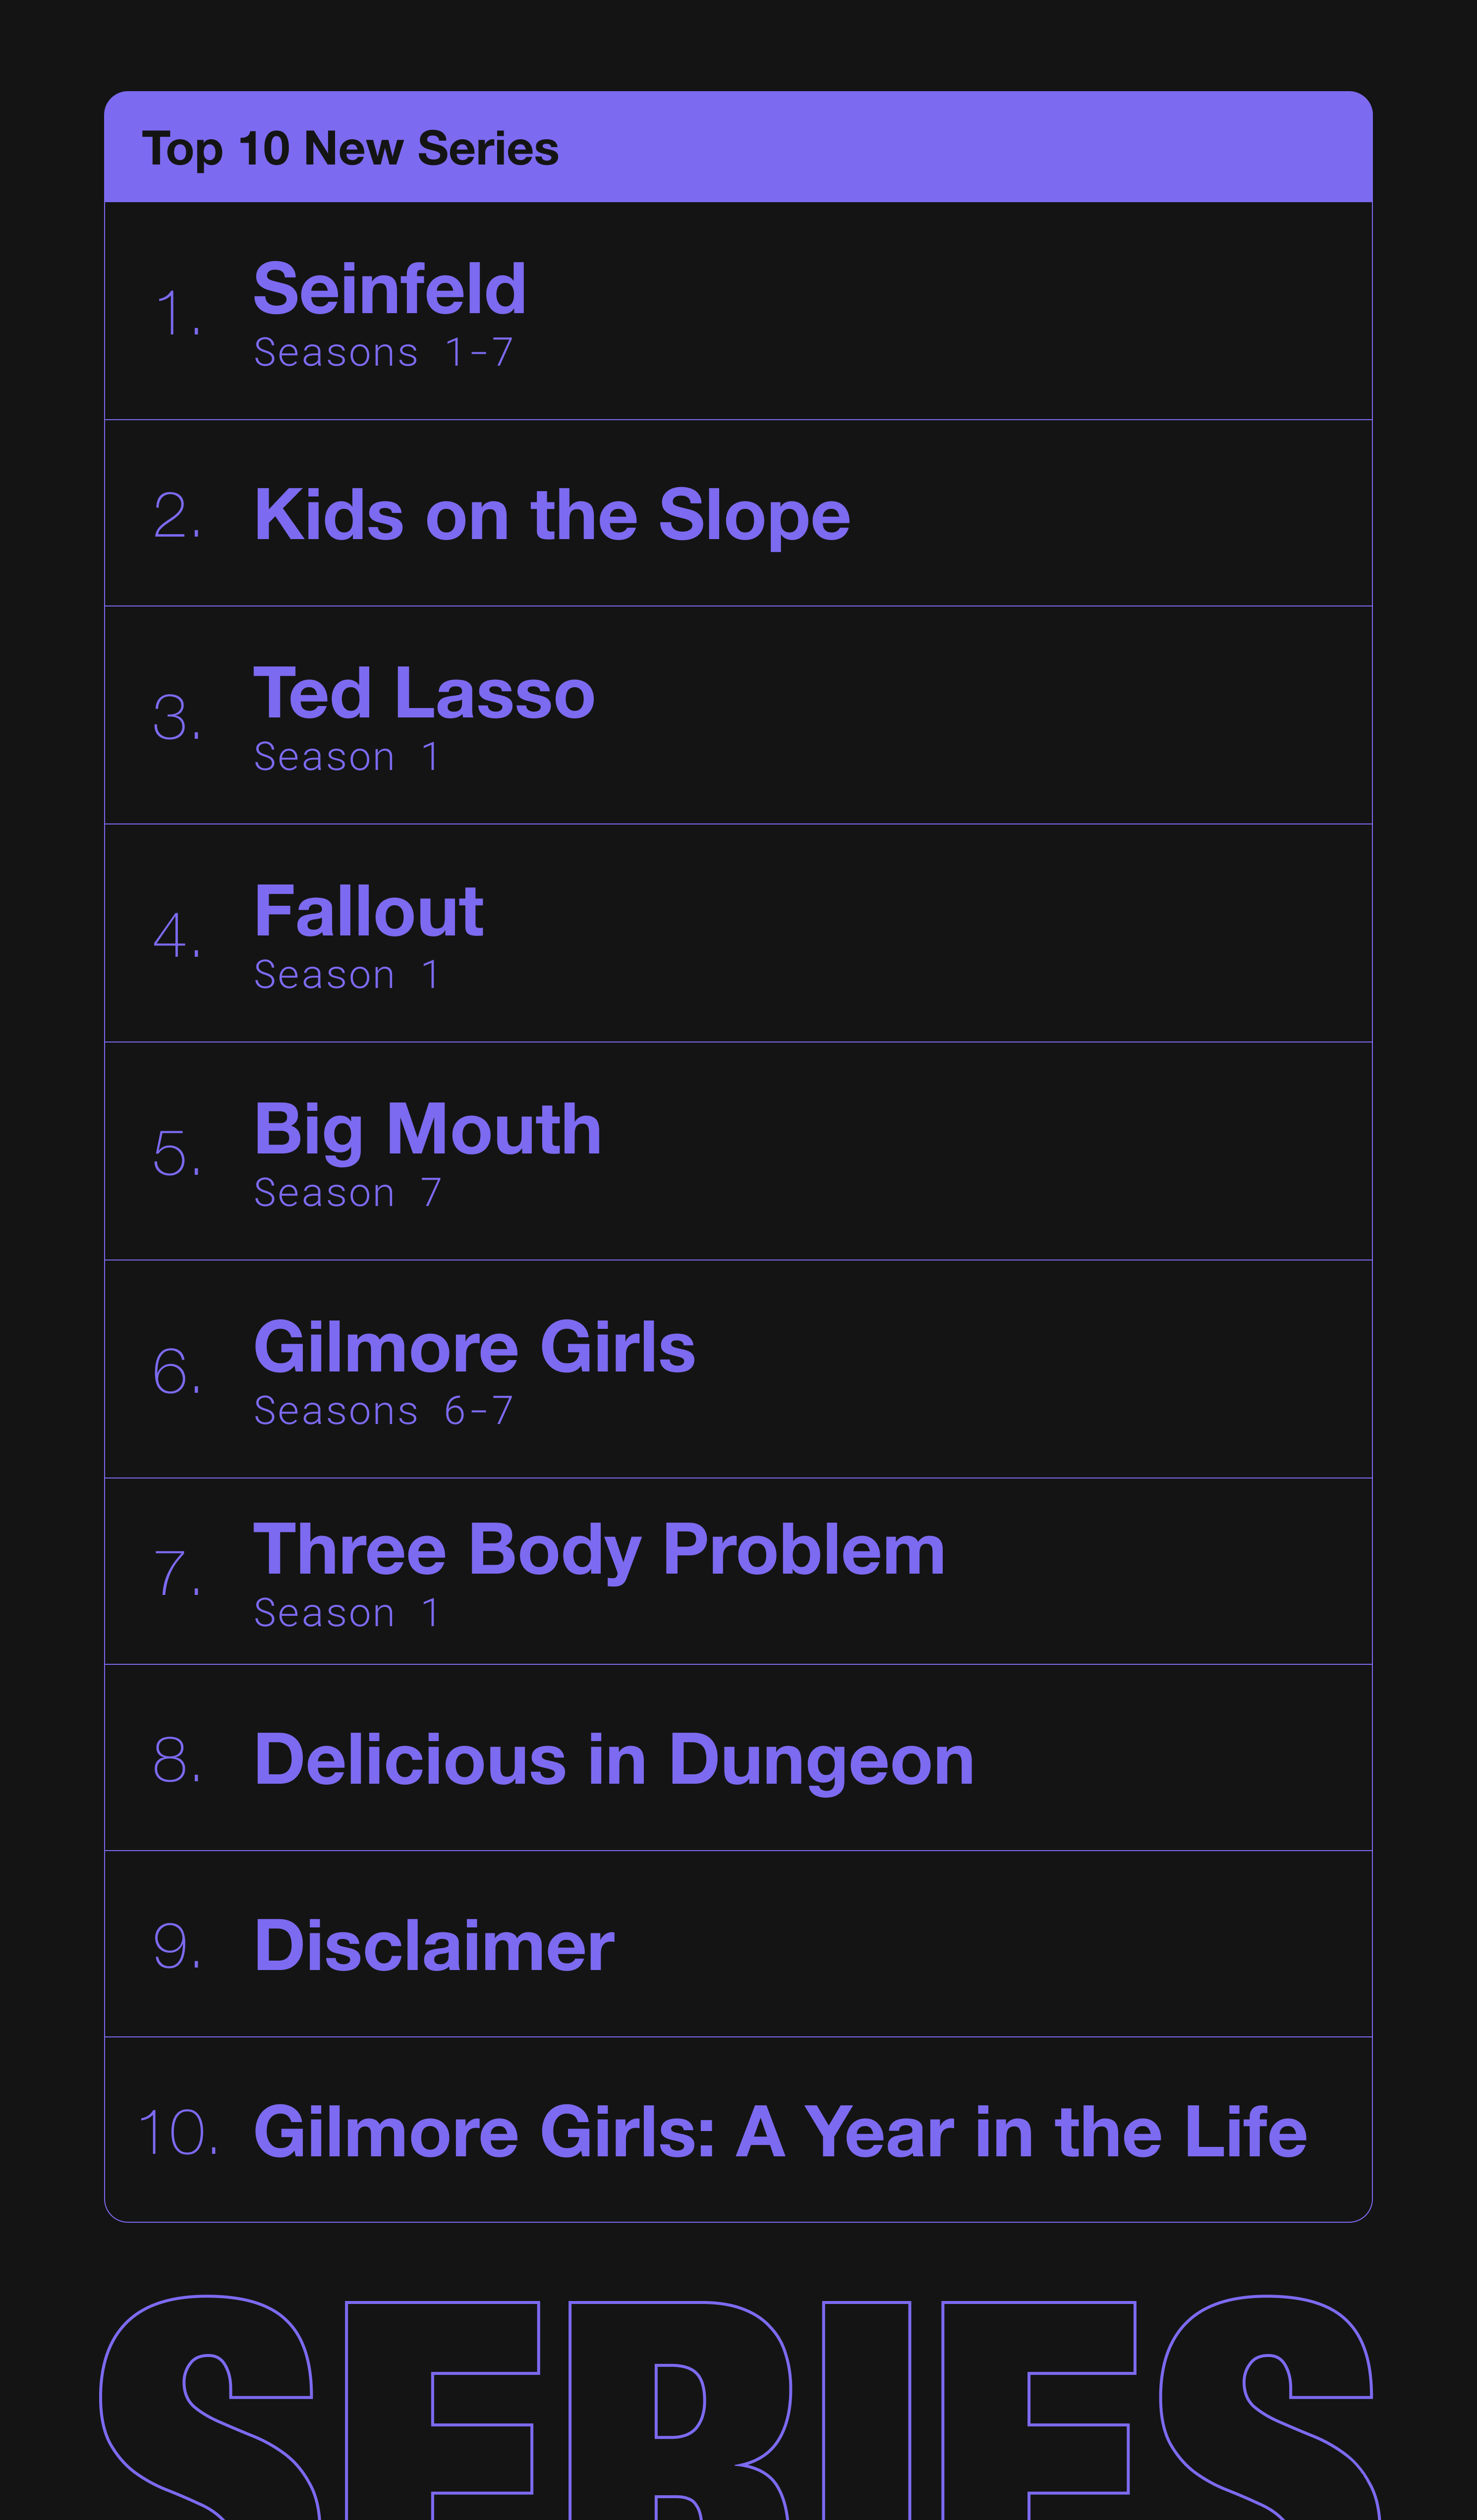 Top 10 New Series
1. Seinfeld
Seasons 1-7
2. Kids on the Slope
3. Ted Lasso
Season 1
4. Fallout
Season 1
5. Big Mouth
Season 7
6. Gilmore Girls
Seasons 6-7
7. Three Body Problem
Season 1
8. Delicious in Dungeon
9. Disclaimer
10. Gilmore Girls: A Year in the Life
SERIES